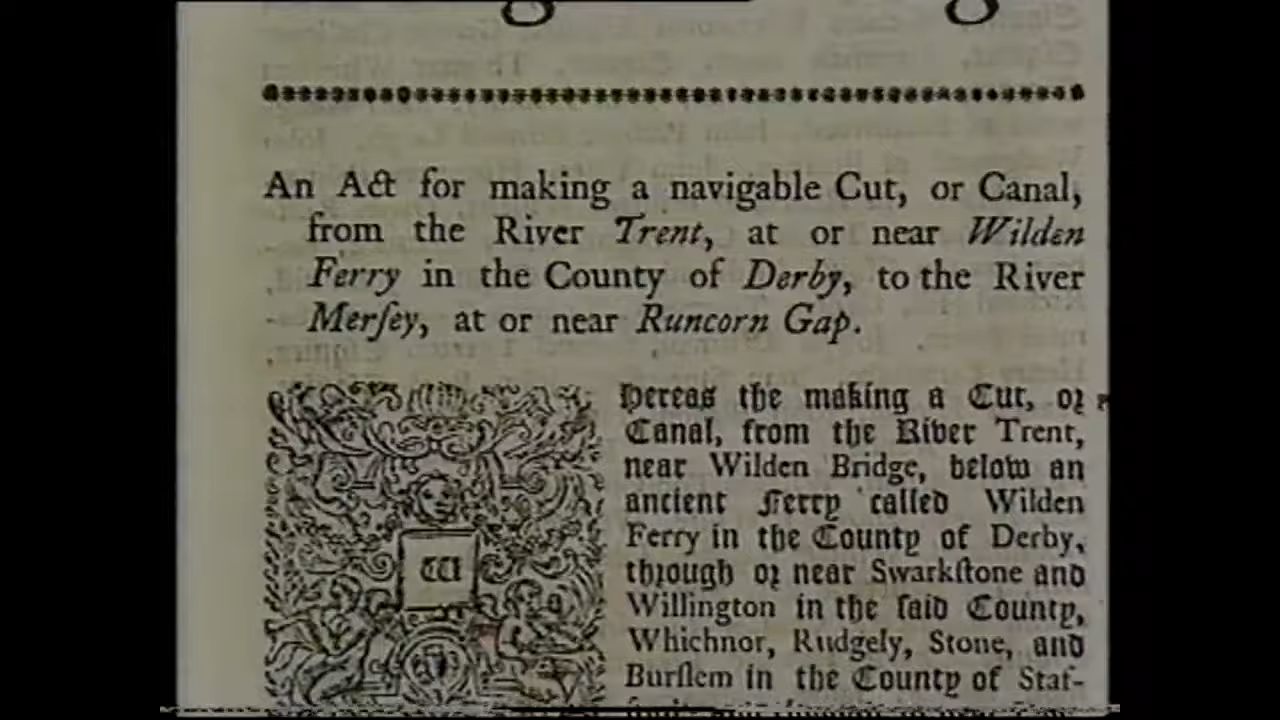 An Act for making a navigable Cut, or Canal,
from the River Trent, at or near Wilden
Ferry in the County of Derby, to the River
Merſey, at or near Runcorn Gap.
W
Hereas the making a Cut, or
Canal, from the River Trent,
near Wilden Bridge, below an
ancient Ferry called Wilden
Ferry in the County of Derby,
through or near Swarkſtone and
Willington in the ſaid County,
Whichnor, Rudgely, Stone, and
Burſlem in the County of Staf-